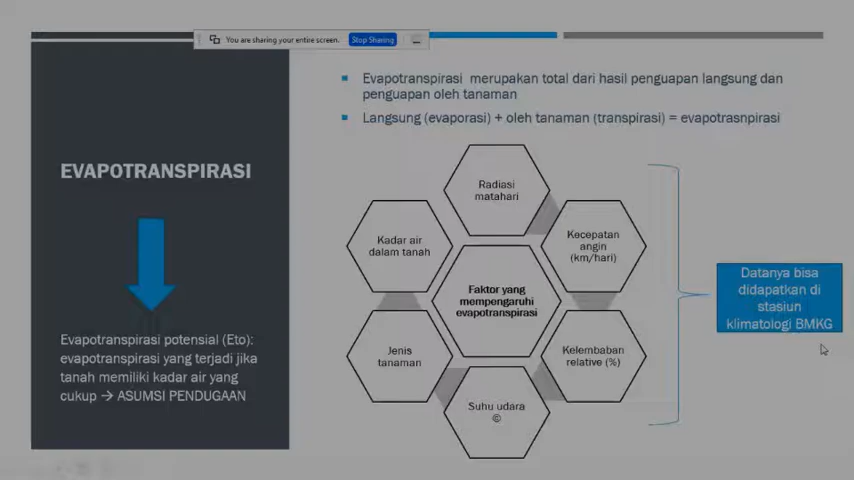 You are sharing your entire screen.
Stop Sharing
EVAPOTRANSPIRASI
Evapotranspirasi potensial (Eto):
evapotranspirasi yang terjadi jika
tanah memiliki kadar air yang
cukup → ASUMSI PENDUGAAN
Evapotranspirasi merupakan total dari hasil penguapan langsung dan
penguapan oleh tanaman
Langsung (evaporasi) + oleh tanaman (transpirasi) = evapotrasnpirasi
Radiasi
matahari
Kecepatan
angin
(km/hari)
Kelembaban
relative (%)
Suhu udara
©
Jenis
tanaman
Kadar air
dalam tanah
Faktor yang
mempengaruhi
evapotranspirasi
Datanya bisa
didapatkan di
stasiun
klimatologi BMKG